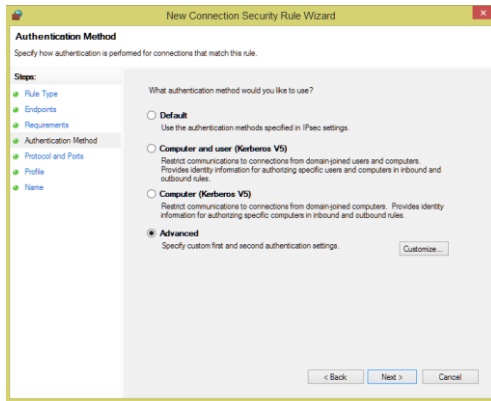 New Connection Security Rule Wizard
Authentication Method
Specify how authentication is performed for connections that match this rule.
Steps:
Rule Type
Endpoints
Requirements
Authentication Method
Protocol and Ports
Profile
Name
What authentication method would you like to use?
Default
Use the authentication methods specified in IPsec settings.
Computer and user (Kerberos V5)
Restrict communications to connections from domain-joined users and computers.
Provides identity information for authorizing specific users and computers in inbound and
outbound rules.
Computer (Kerberos V5)
Restrict communications to connections from domain-joined computers. Provides identity
information for authorizing specific computers in inbound and outbound rules.
Advanced
Specify custom first and second authentication settings.
Customize...
< Back
Next >
Cancel